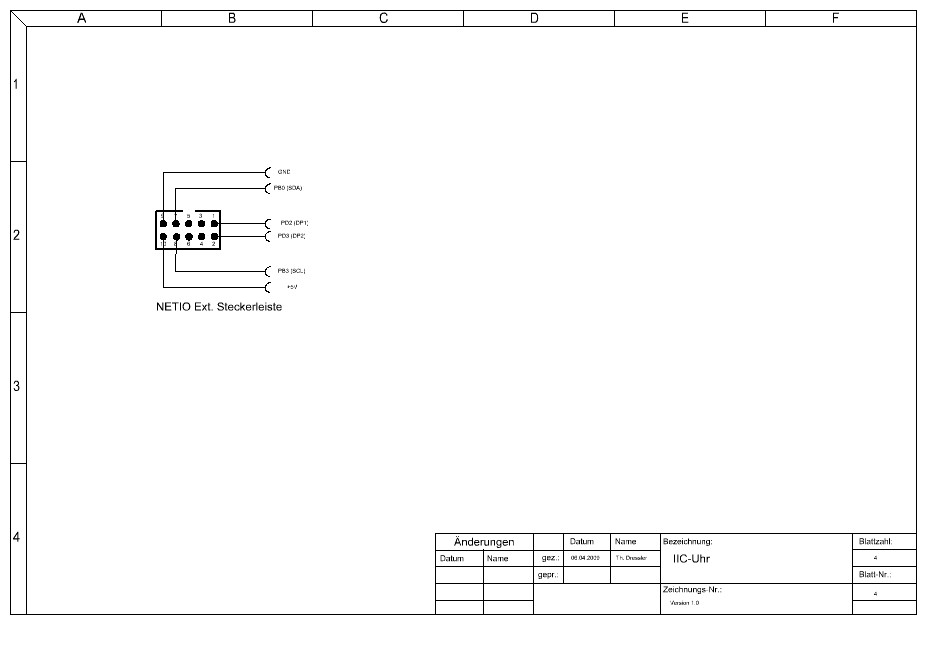 A B C D E F
1
2
3
4
GND
PB0 (SDA)
9 7 5 3 1
PD2 (DP1)
PD3 (DP2)
10 8 6 4 2
PB3 (SCL)
+5V
NETIO Ext. Steckerleiste
Änderungen Datum Name Bezeichnung: Blattzahl:
Datum Name gez.: 06.04.2009 Th. Dressler IIC-Uhr 4
gepr.: Blatt-Nr.:
Zeichnungs-Nr.: 4
Version 1.0